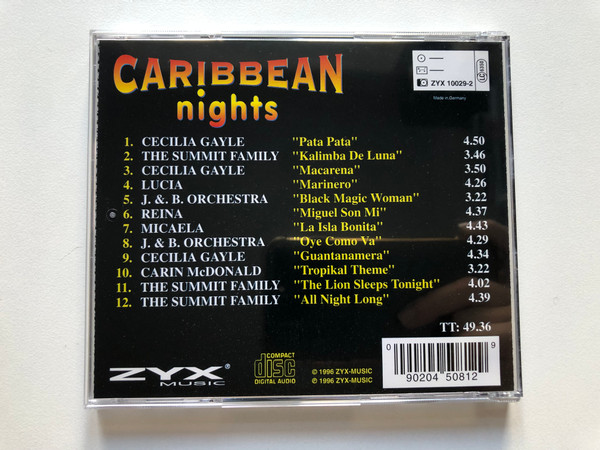 CARIBBEAN
nights
ZYX 10029-2
Made in Germany
LC
1. CECILIA GAYLE "Pata Pata" 4.50
2. THE SUMMIT FAMILY "Kalimba De Luna" 3.46
3. CECILIA GAYLE "Macarena" 3.50
4. LUCIA "Marinero" 4.26
5. J. & B. ORCHESTRA "Black Magic Woman" 3.22
6. REINA "Miguel Son Mi" 4.37
7. MICAELA "La Isla Bonita" 4.43
8. J. & B. ORCHESTRA "Oye Como Va" 4.29
9. CECILIA GAYLE "Guantanamera" 4.34
10. CARIN McDONALD "Tropikal Theme" 3.22
11. THE SUMMIT FAMILY "The Lion Sleeps Tonight" 4.02
12. THE SUMMIT FAMILY "All Night Long" 4.39
TT: 49.36
ZYX®
MUSIC
COMPACT
disc
DIGITAL AUDIO
© 1996 ZYX-MUSIC
℗ 1996 ZYX-MUSIC
0 90204 50812 9